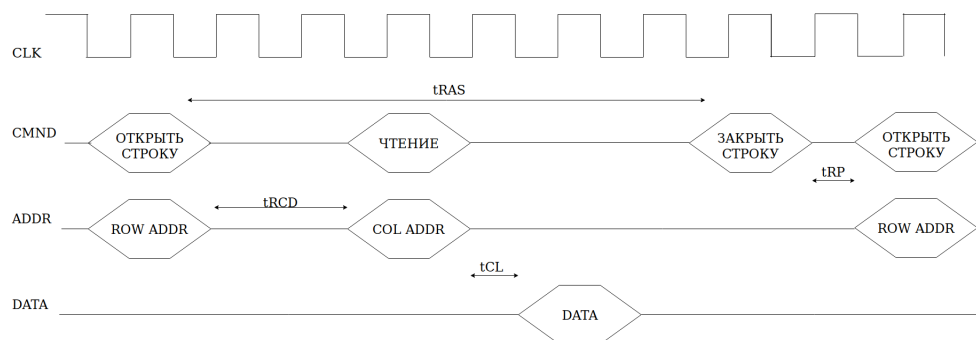 CLK
tRAS
CMND
ОТКРЫТЬ
СТРОКУ
ЧТЕНИЕ
ЗАКРЫТЬ
СТРОКУ
ОТКРЫТЬ
СТРОКУ
tRP
tRCD
ADDR
ROW ADDR
COL ADDR
ROW ADDR
tCL
DATA
DATA